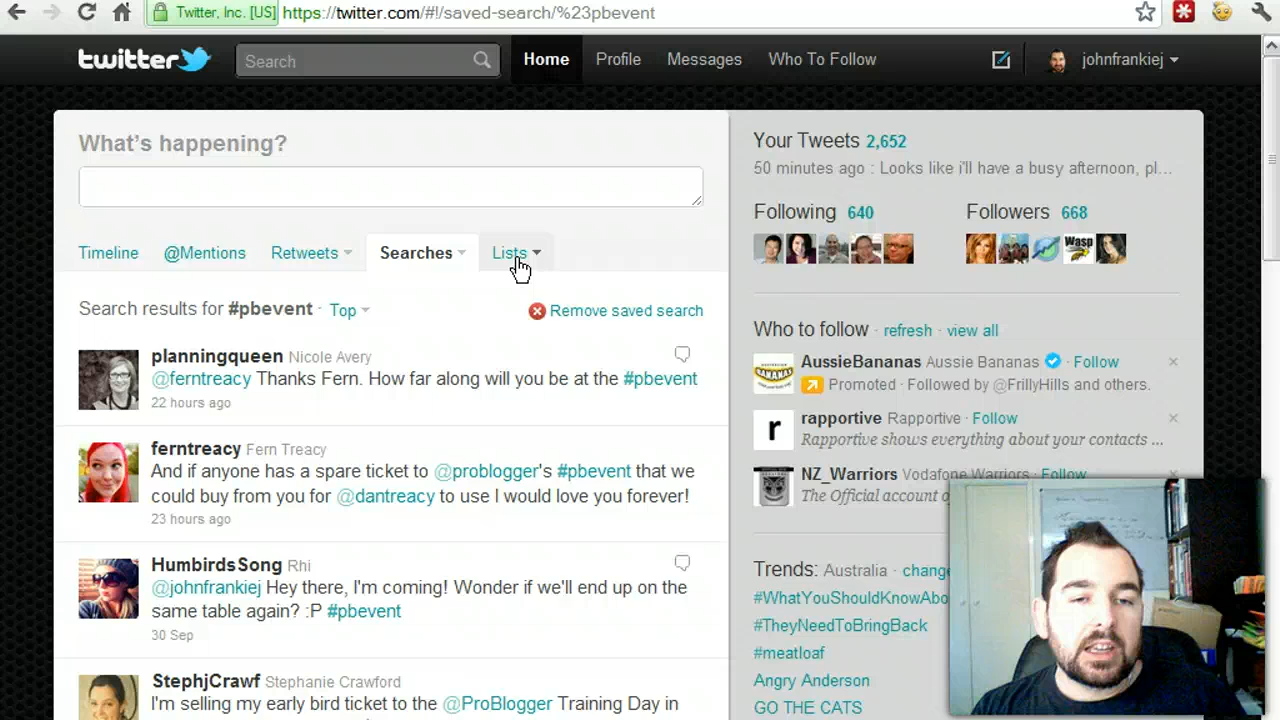 Twitter, Inc. [US] https://twitter.com/#!/saved-search/%23pbevent
twitter Search Home Profile Messages Who To Follow johnfrankiej
What's happening?
Timeline @Mentions Retweets Searches Lists
Search results for #pbevent · Top Remove saved search
planningqueen Nicole Avery
@ferntreacy Thanks Fern. How far along will you be at the #pbevent
22 hours ago
ferntreacy Fern Treacy
And if anyone has a spare ticket to @problogger's #pbevent that we
could buy from you for @dantreacy to use I would love you forever!
23 hours ago
HumbirdsSong Rhi
@johnfrankiej Hey there, I'm coming! Wonder if we'll end up on the
same table again? :P #pbevent
30 Sep
StephjCrawf Stephanie Crawford
I'm selling my early bird ticket to the @ProBlogger Training Day in
Your Tweets 2,652
50 minutes ago : Looks like i'll have a busy afternoon, pl...
Following 640 Followers 668
Wasp
Who to follow · refresh · view all
AussieBananas Aussie Bananas · Follow
Promoted · Followed by @FrillyHills and others.
r
rapportive Rapportive · Follow
Rapportive shows everything about your contacts ...
NZ_Warriors Vodafone Warriors · Follow
The Official account o
Trends: Australia · change
#WhatYouShouldKnowAbo
#TheyNeedToBringBack
#meatloaf
Angry Anderson
GO THE CATS